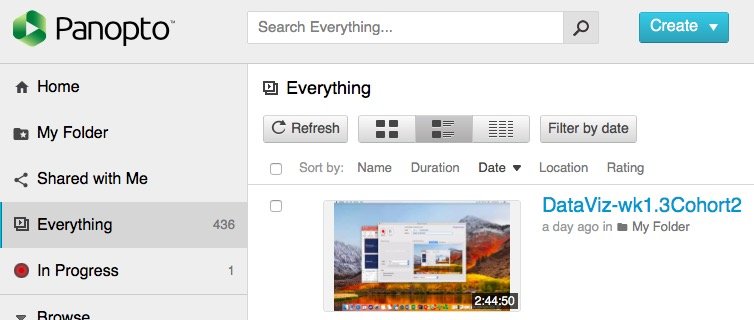 Panopto™
Search Everything...
Create
Home
My Folder
Shared with Me
Everything 436
In Progress 1
Browse
Everything
Refresh
Filter by date
Sort by: Name Duration Date Location Rating
DataViz-wk1.3Cohort2
a day ago in My Folder
2:44:50